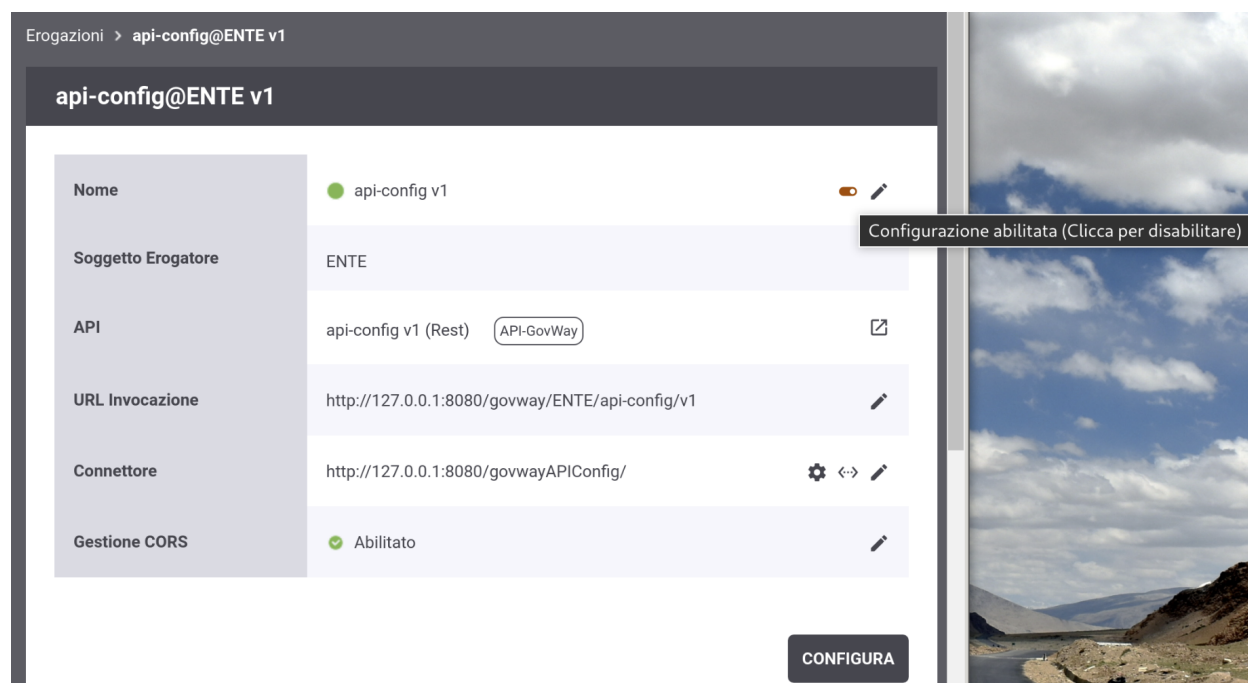 Erogazioni > api-config@ENTE v1
api-config@ENTE v1
Nome
api-config v1
Configurazione abilitata (Clicca per disabilitare)
Soggetto Erogatore
ENTE
API
api-config v1 (Rest) API-GovWay
URL Invocazione
http://127.0.0.1:8080/govway/ENTE/api-config/v1
Connettore
http://127.0.0.1:8080/govwayAPIConfig/
Gestione CORS
Abilitato
CONFIGURA